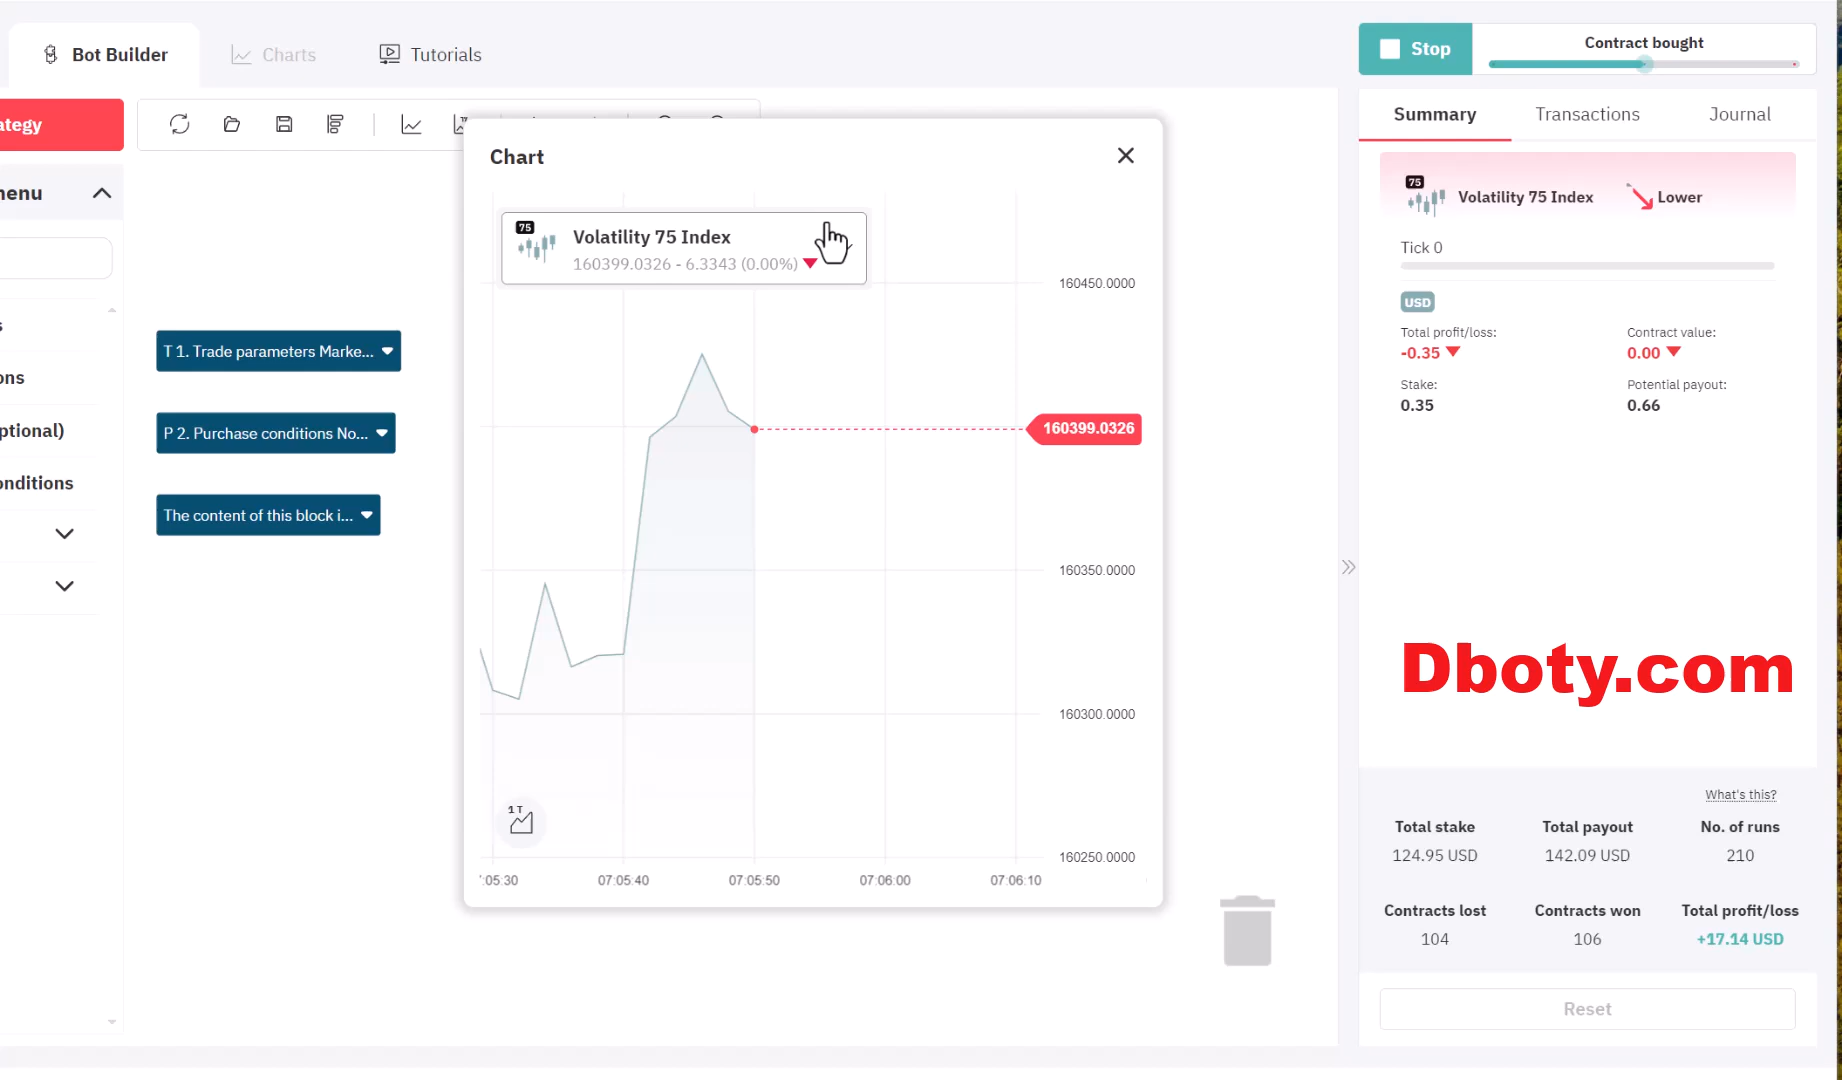 Bot Builder
Charts
Tutorials
Stop
Contract bought
ategy
Summary
Transactions
Journal
Chart
75
Volatility 75 Index
Lower
enu
75
Volatility 75 Index
160399.0326 - 6.3343 (0.00%)
Tick 0
160450.0000
USD
Total profit/loss:
Contract value:
-0.35
0.00
T 1. Trade parameters Marke...
ons
Stake:
Potential payout:
0.35
0.66
ptional)
P 2. Purchase conditions No...
160399.0326
onditions
The content of this block i...
160350.0000
Dboty.com
160300.0000
What's this?
1T
Total stake
Total payout
No. of runs
124.95 USD
142.09 USD
210
160250.0000
:05:30
07:05:40
07:05:50
07:06:00
07:06:10
Contracts lost
Contracts won
Total profit/loss
104
106
+17.14 USD
Reset